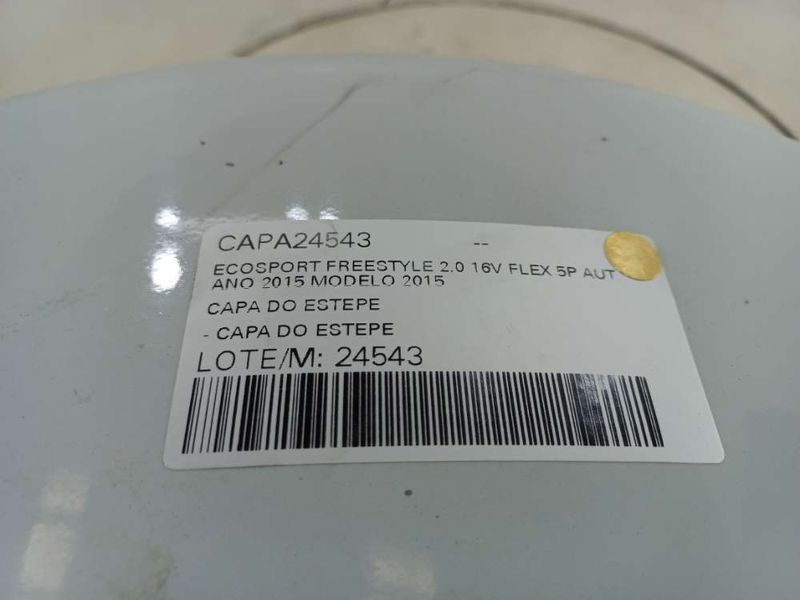 CAPA24543 --
ECOSPORT FREESTYLE 2.0 16V FLEX 5P AUT
ANO 2015 MODELO 2015
CAPA DO ESTEPE
- CAPA DO ESTEPE
LOTE/M: 24543